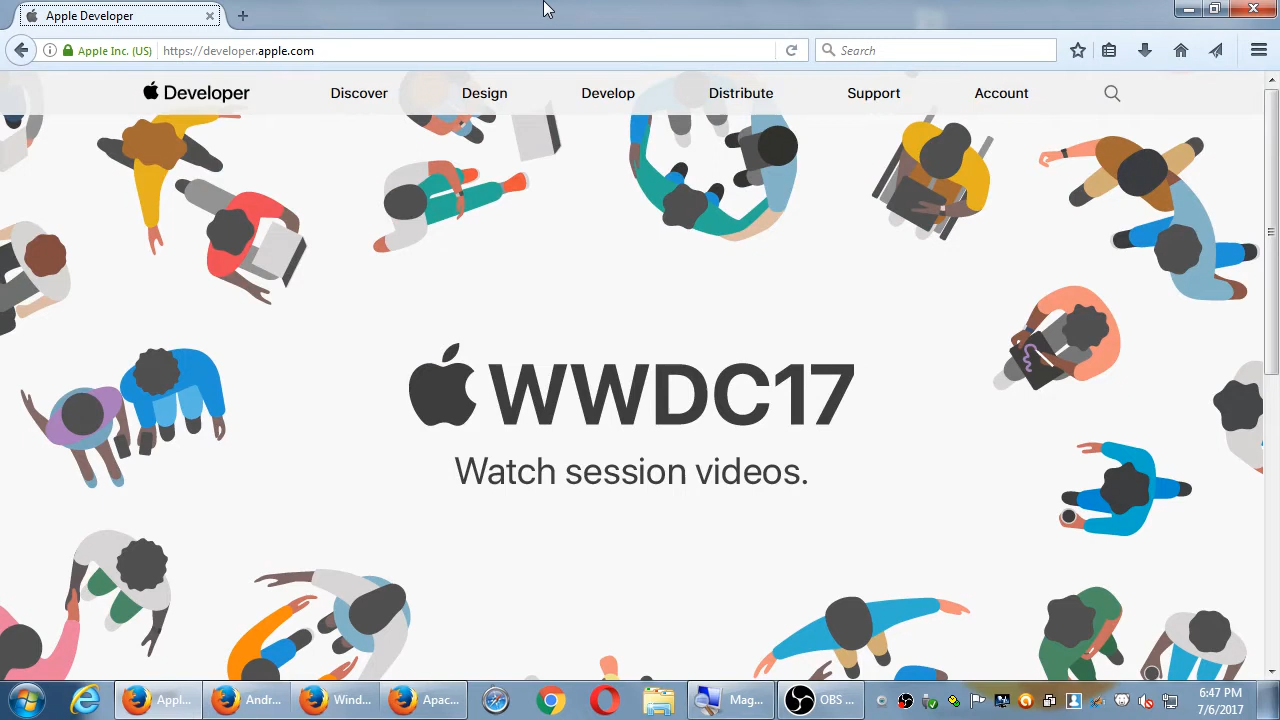 Apple Developer
Apple Inc. (US)
https://developer.apple.com
Search
Developer
Discover
Design
Develop
Distribute
Support
Account
WWDC17
Watch session videos.
Appl...
Andr...
Wind...
Apac...
Mag...
OBS ...
6:47 PM
7/6/2017